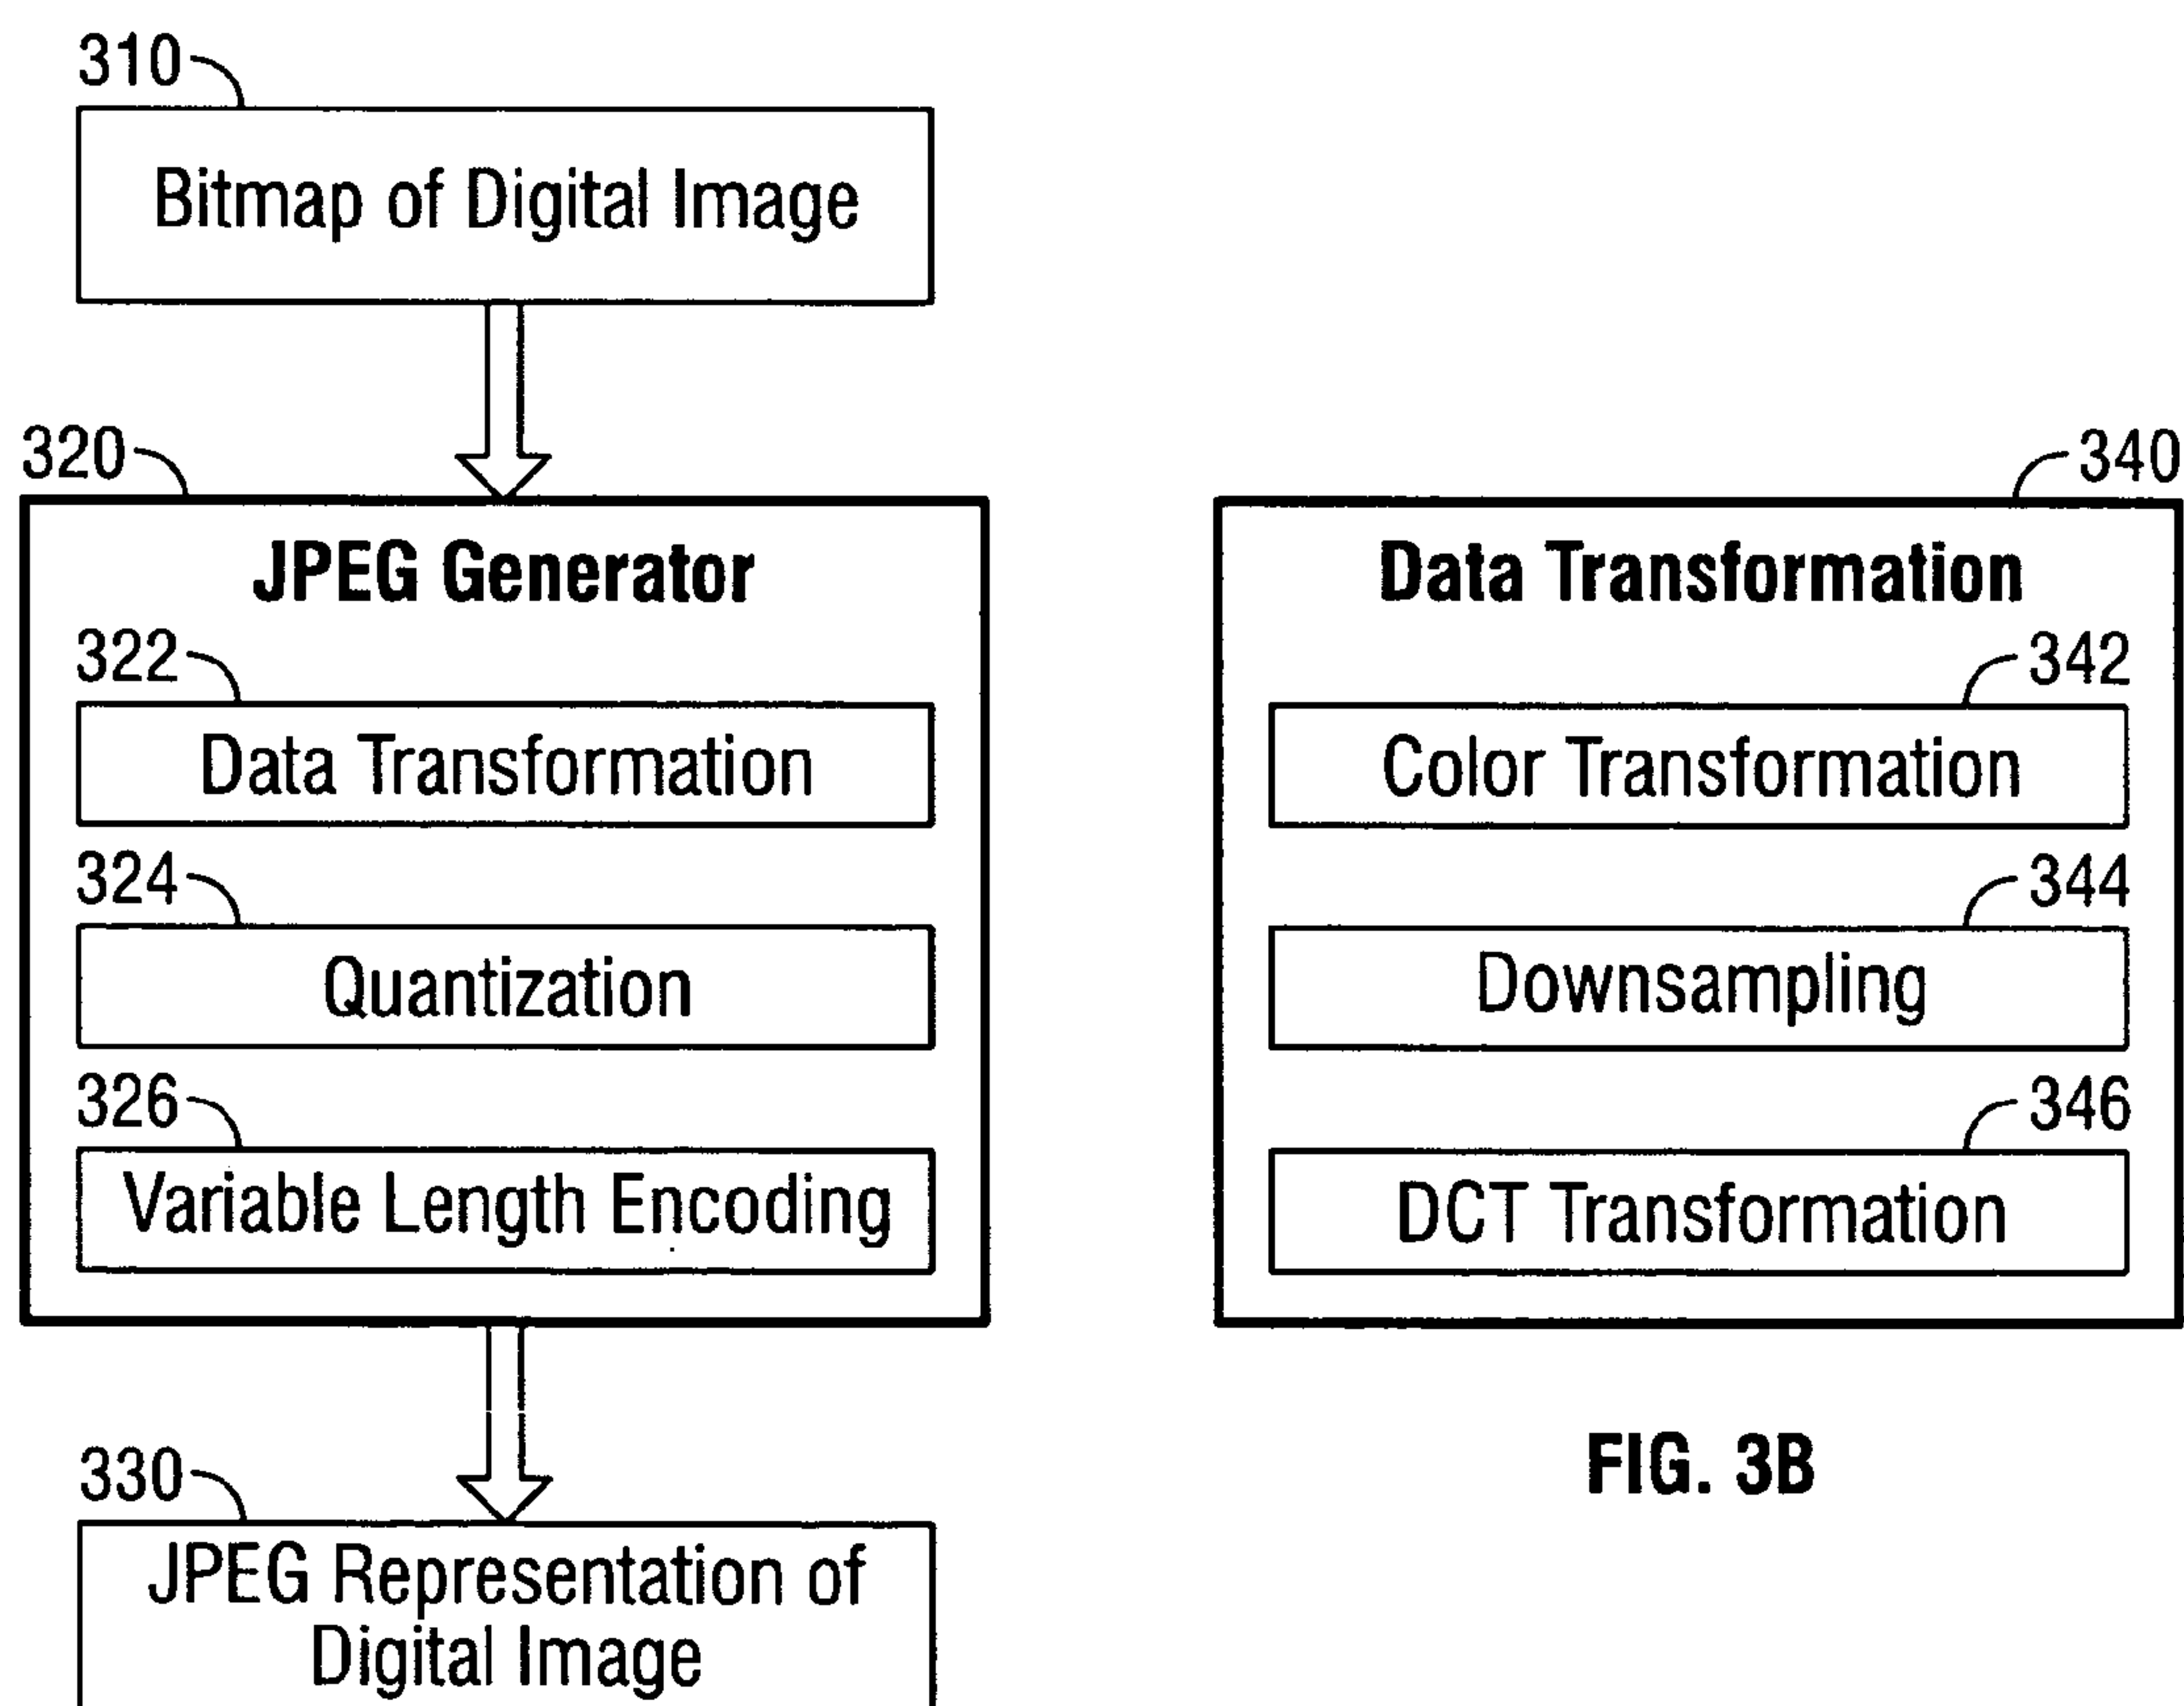 310
Bitmap of Digital Image
320
JPEG Generator
322
Data Transformation
324
Quantization
326
Variable Length Encoding
330
JPEG Representation of
Digital Image
340
Data Transformation
342
Color Transformation
344
Downsampling
346
DCT Transformation
FIG. 3B